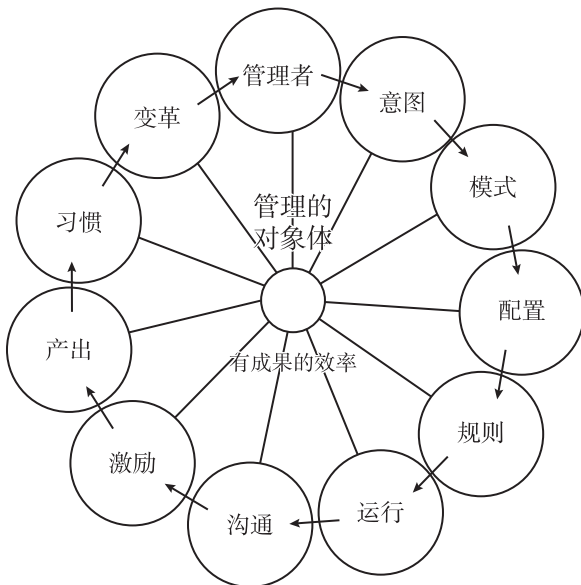 管理者
意图
模式
配置
规则
运行
沟通
激励
产出
习惯
变革
管理的
对象体
有成果的效率